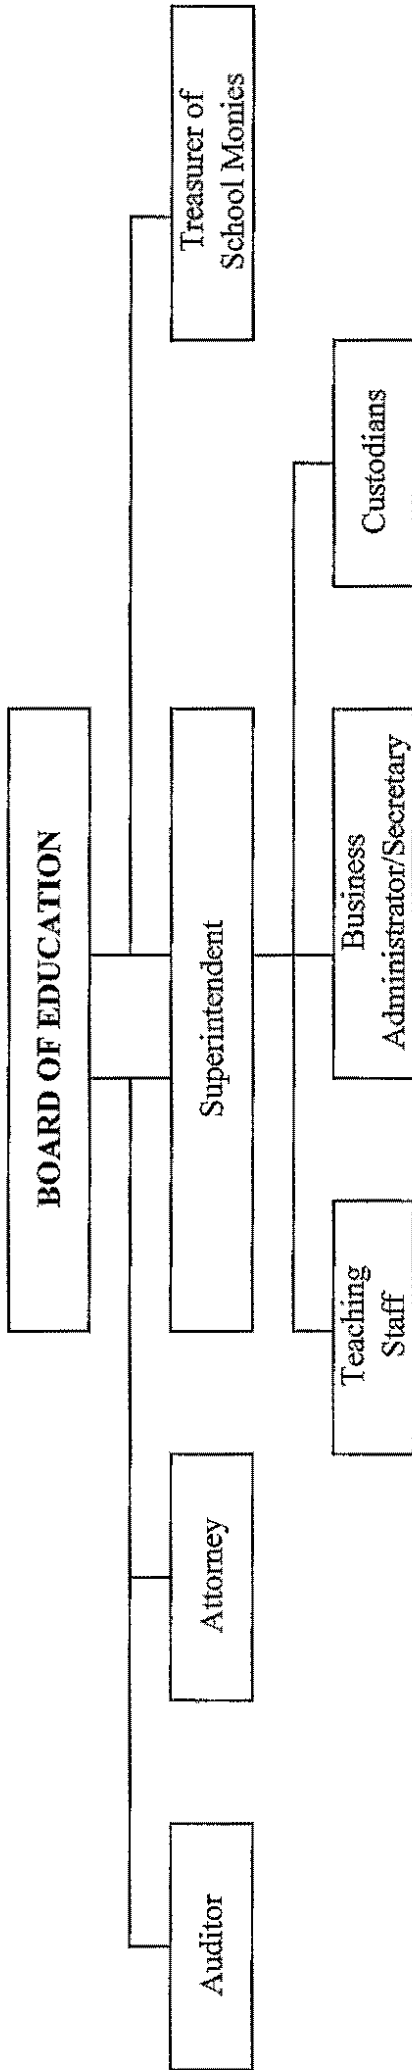 BOARD OF EDUCATION
Auditor
Attorney
Superintendent
Treasurer of
School Monies
Teaching
Staff
Business
Administrator/Secretary
Custodians